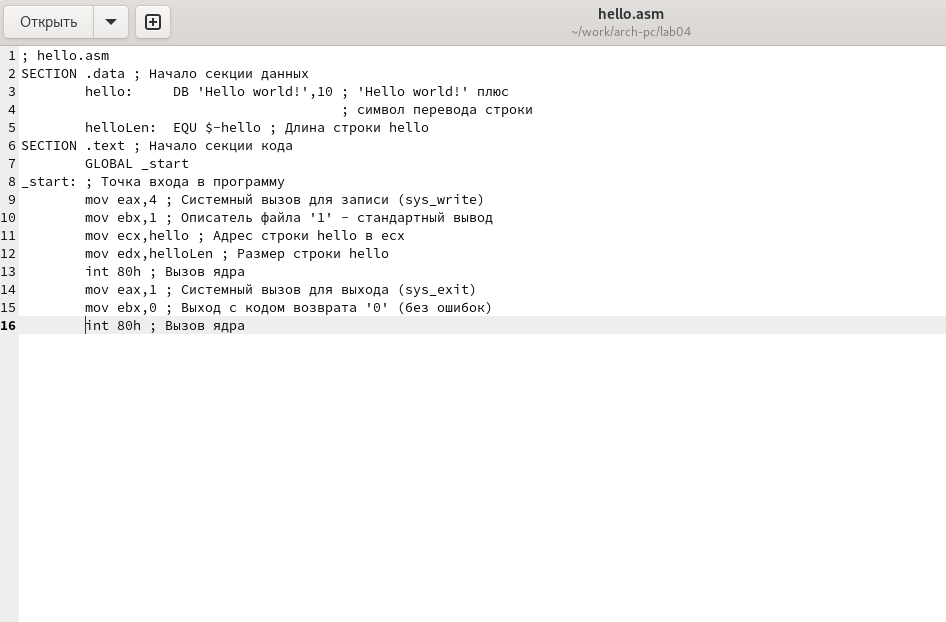 Открыть
hello.asm
~/work/arch-pc/lab04
1 ; hello.asm
2 SECTION .data ; Начало секции данных
3         hello:     DB 'Hello world!',10 ; 'Hello world!' плюс
4                                         ; символ перевода строки
5         helloLen:  EQU $-hello ; Длина строки hello
6 SECTION .text ; Начало секции кода
7         GLOBAL _start
8 _start: ; Точка входа в программу
9         mov eax,4 ; Системный вызов для записи (sys_write)
10         mov ebx,1 ; Описатель файла '1' - стандартный вывод
11         mov ecx,hello ; Адрес строки hello в ecx
12         mov edx,helloLen ; Размер строки hello
13         int 80h ; Вызов ядра
14         mov eax,1 ; Системный вызов для выхода (sys_exit)
15         mov ebx,0 ; Выход с кодом возврата '0' (без ошибок)
16         int 80h ; Вызов ядра